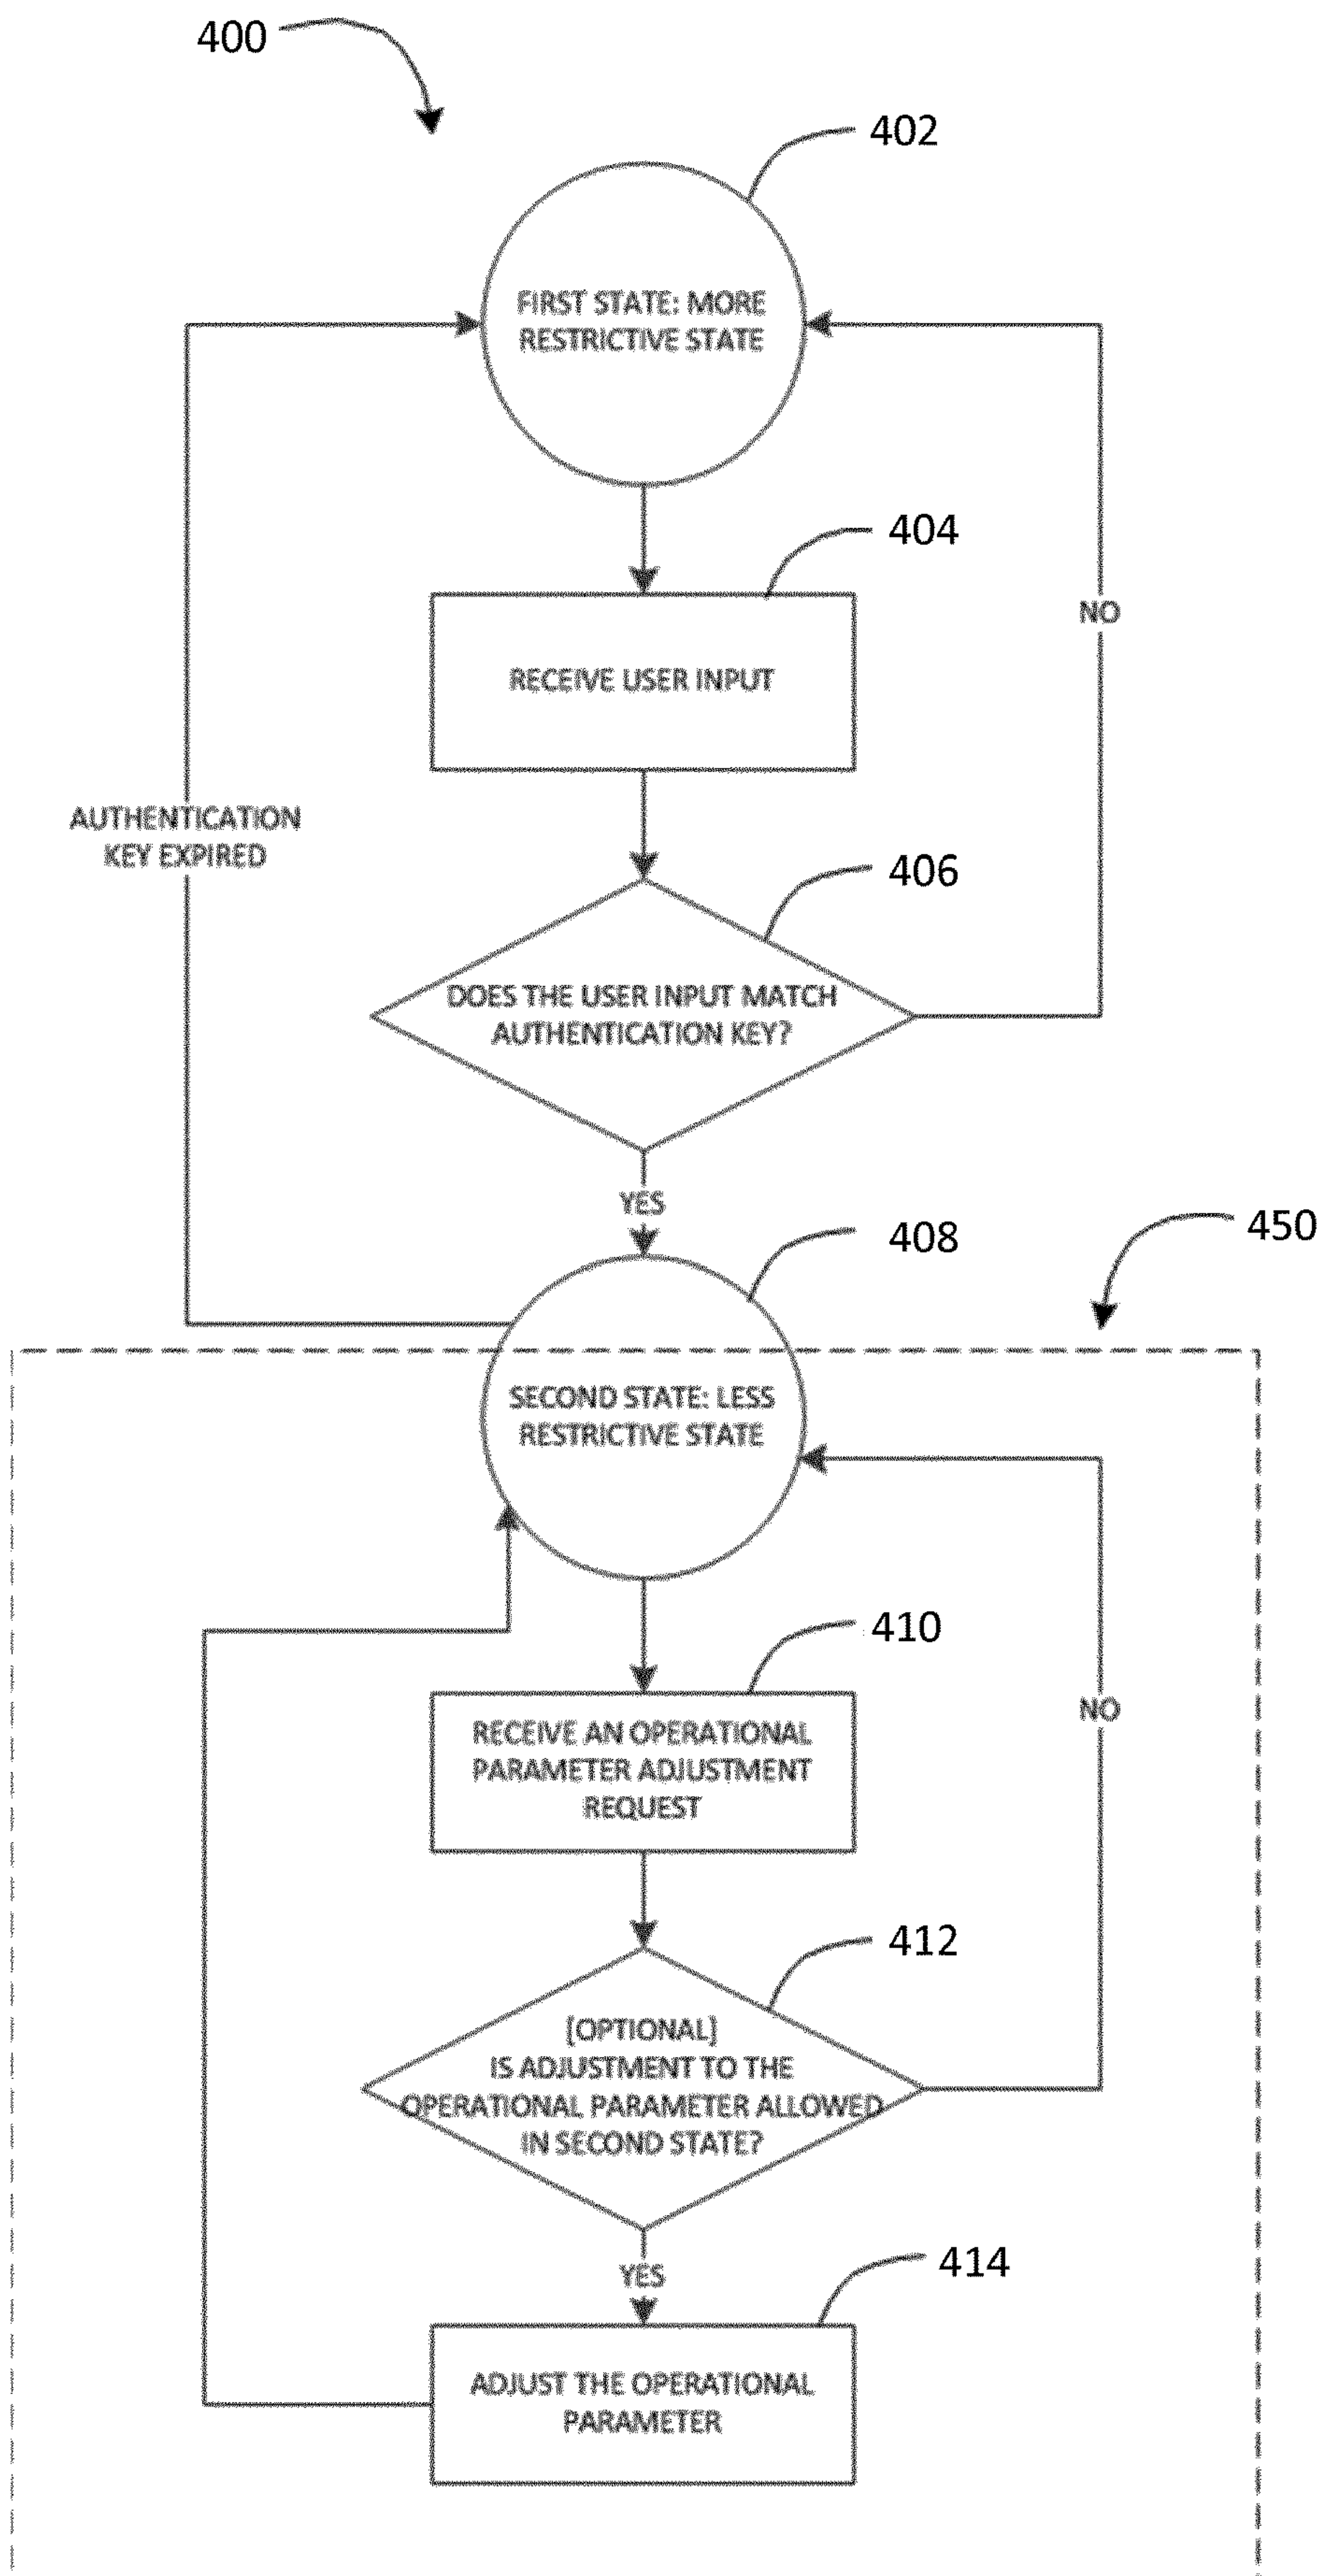 400
402
FIRST STATE: MORE
RESTRICTIVE STATE
404
NO
RECEIVE USER INPUT
AUTHENTICATION
KEY EXPIRED
406
DOES THE USER INPUT MATCH
AUTHENTICATION KEY?
YES
408
450
SECOND STATE: LESS
RESTRICTIVE STATE
410
NO
RECEIVE AN OPERATIONAL
PARAMETER ADJUSTMENT
REQUEST
412
[OPTIONAL]
IS ADJUSTMENT TO THE
OPERATIONAL PARAMETER ALLOWED
IN SECOND STATE?
YES
414
ADJUST THE OPERATIONAL
PARAMETER